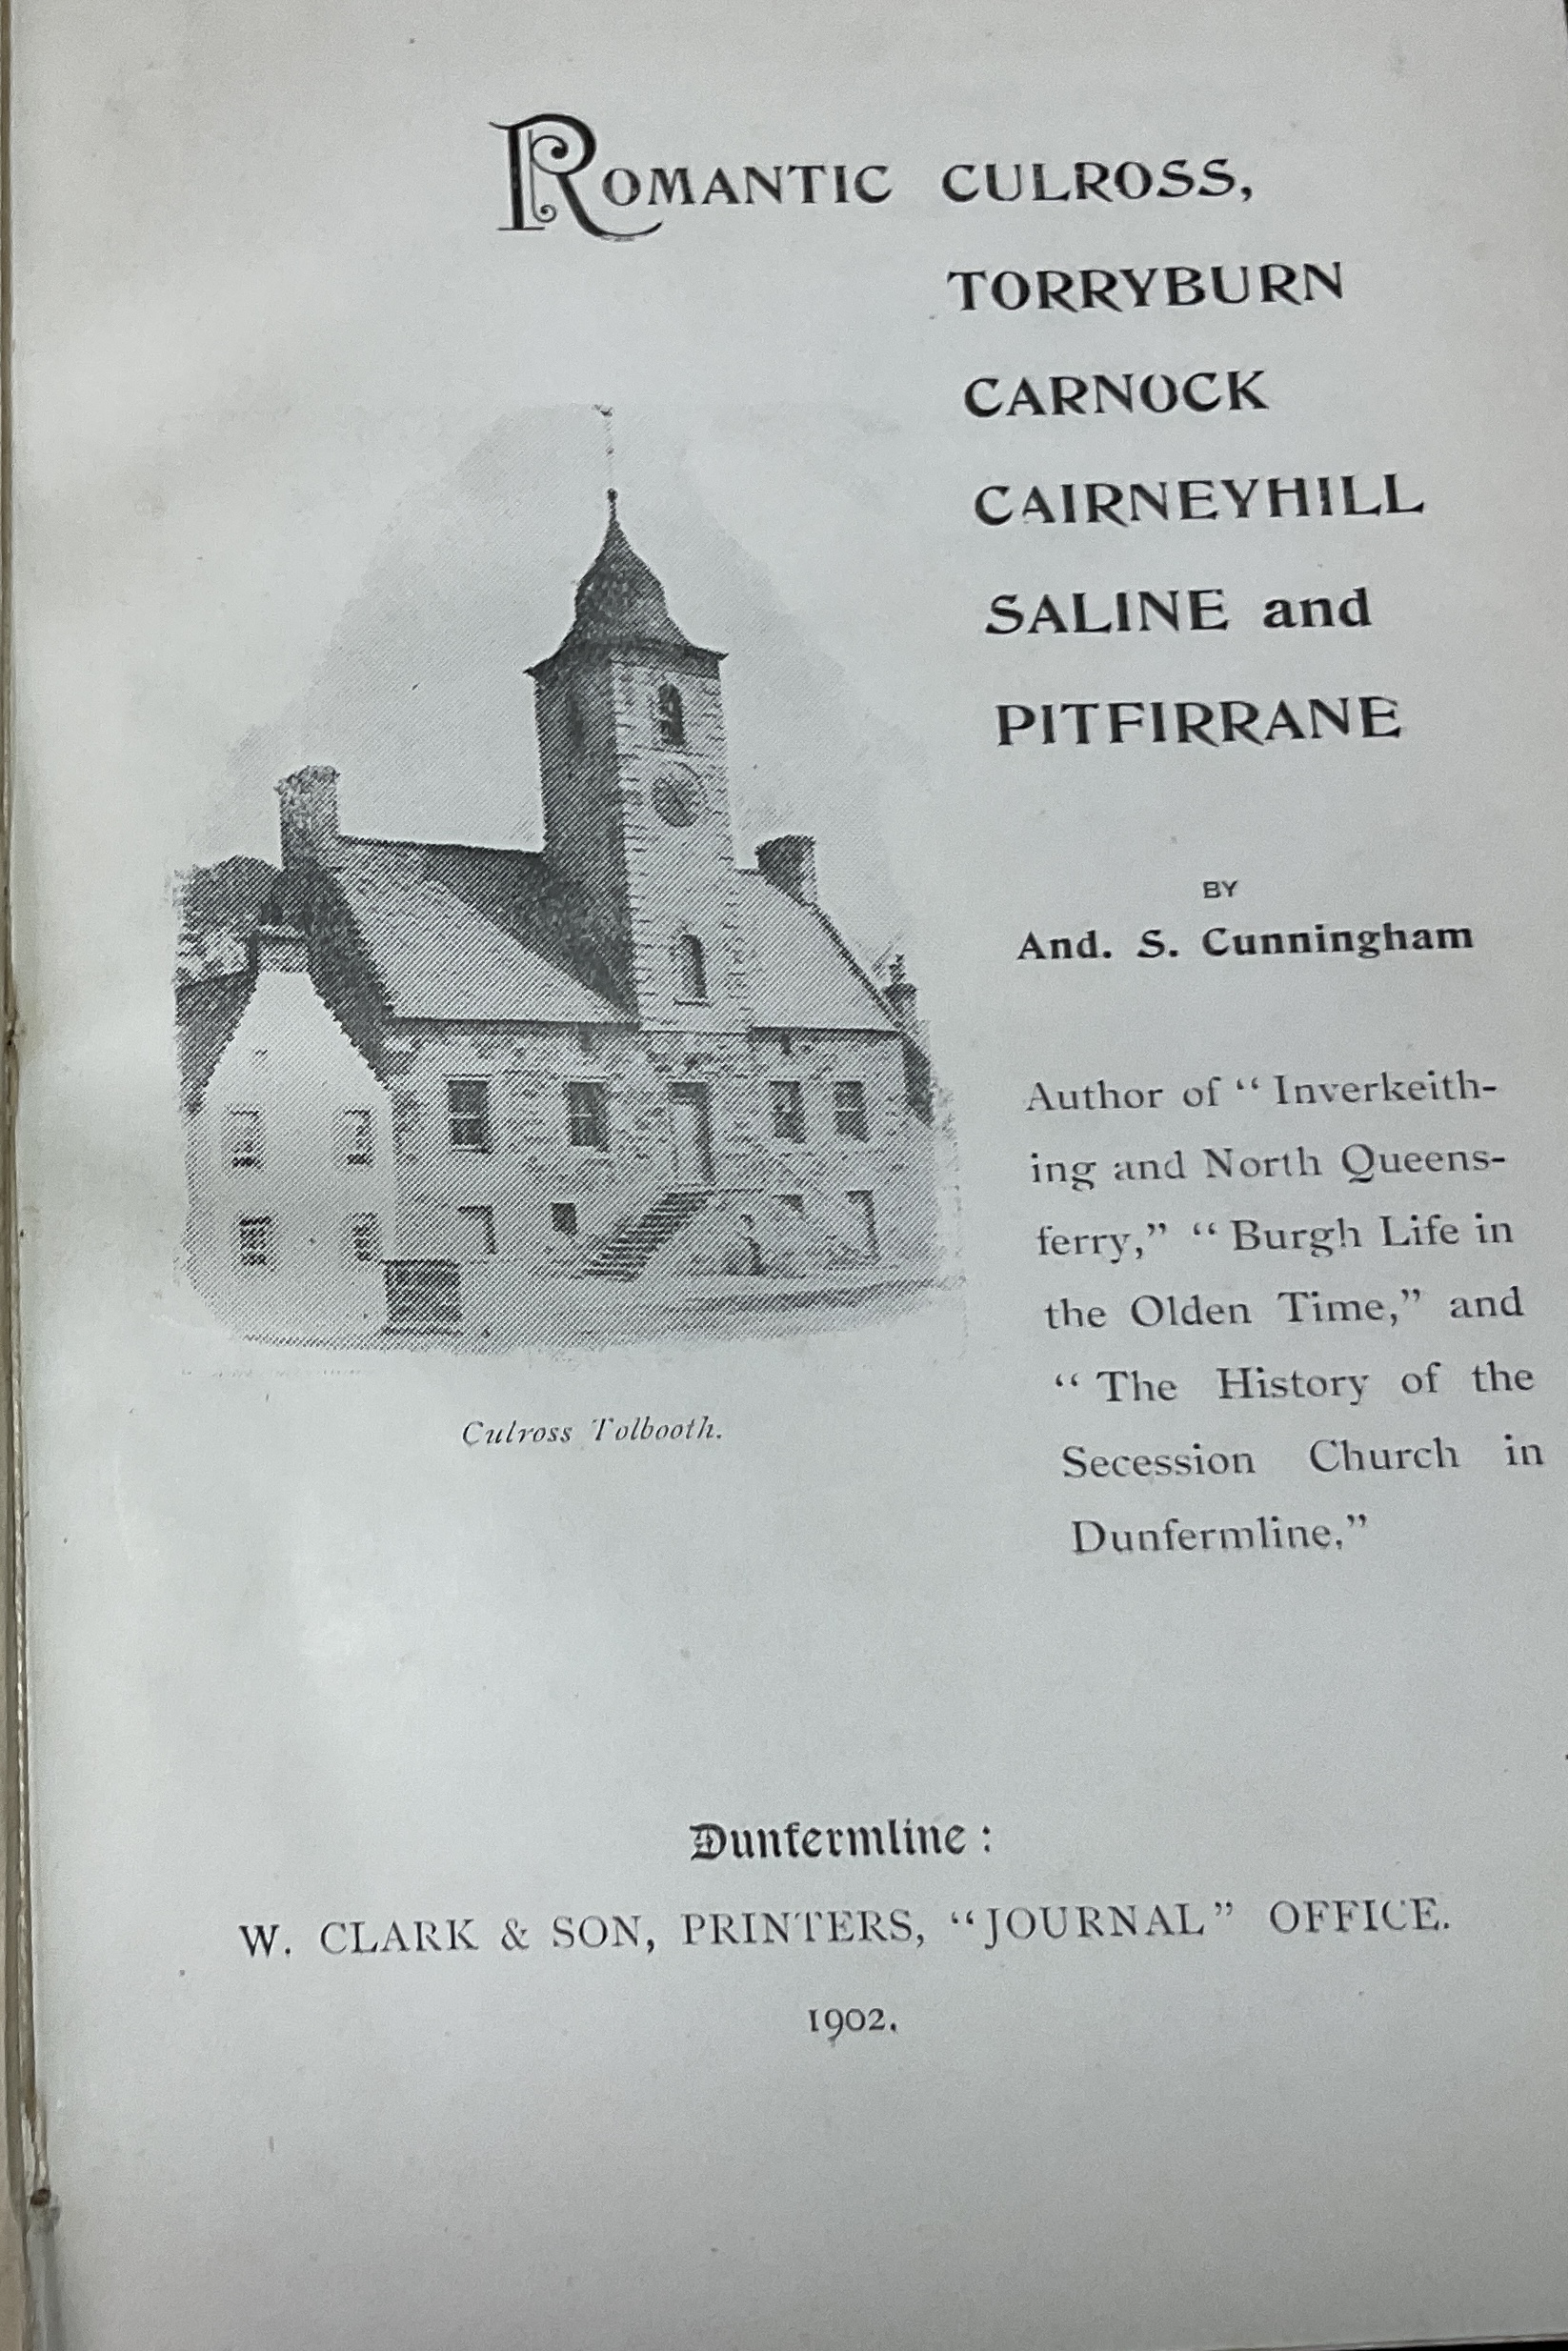 ROMANTIC CULROSS,
TORRYBURN
CARNOCK
CAIRNEYHILL
SALINE and
PITFIRRANE
BY
And. S. Cunningham
Author of “ Inverkeith-
ing and North Queens-
ferry,” “ Burgh Life in
the Olden Time,” and
“ The History of the
Secession Church in
Dunfermline.”
Culross Tolbooth.
Dunfermline :
W. CLARK & SON, PRINTERS, “JOURNAL” OFFICE.
1902.